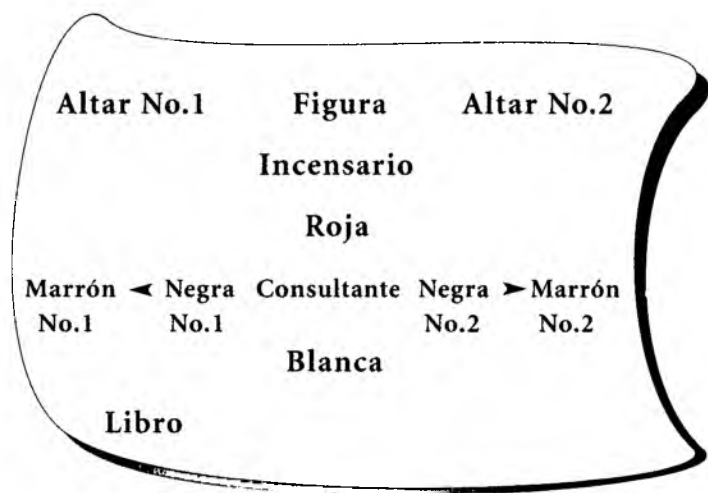 Altar No.1 Figura Altar No.2
Incensario
Roja
Marrón Negra Consultante Negra Marrón
No.1 No.1 No.2 No.2
Blanca
Libro